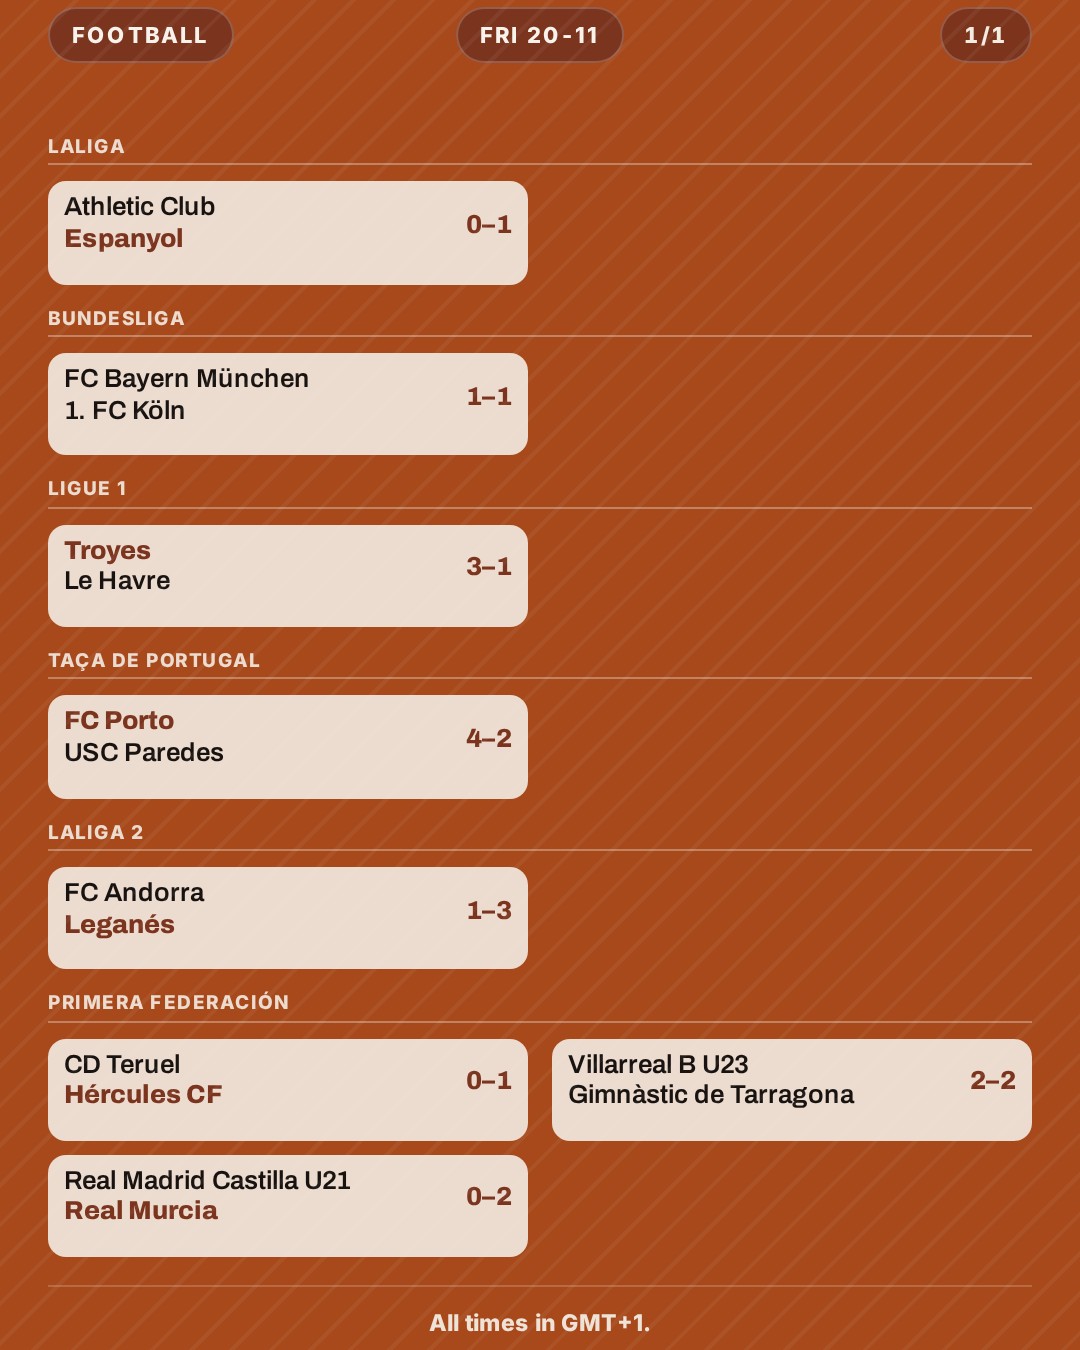 FOOTBALL
FRI 20-11
1/1
LALIGA
Athletic Club
Espanyol
0–1
BUNDESLIGA
FC Bayern München
1. FC Köln
1–1
LIGUE 1
Troyes
Le Havre
3–1
TAÇA DE PORTUGAL
FC Porto
USC Paredes
4–2
LALIGA 2
FC Andorra
Leganés
1–3
PRIMERA FEDERACIÓN
CD Teruel
Hércules CF
0–1
Villarreal B U23
Gimnàstic de Tarragona
2–2
Real Madrid Castilla U21
Real Murcia
0–2
All times in GMT+1.